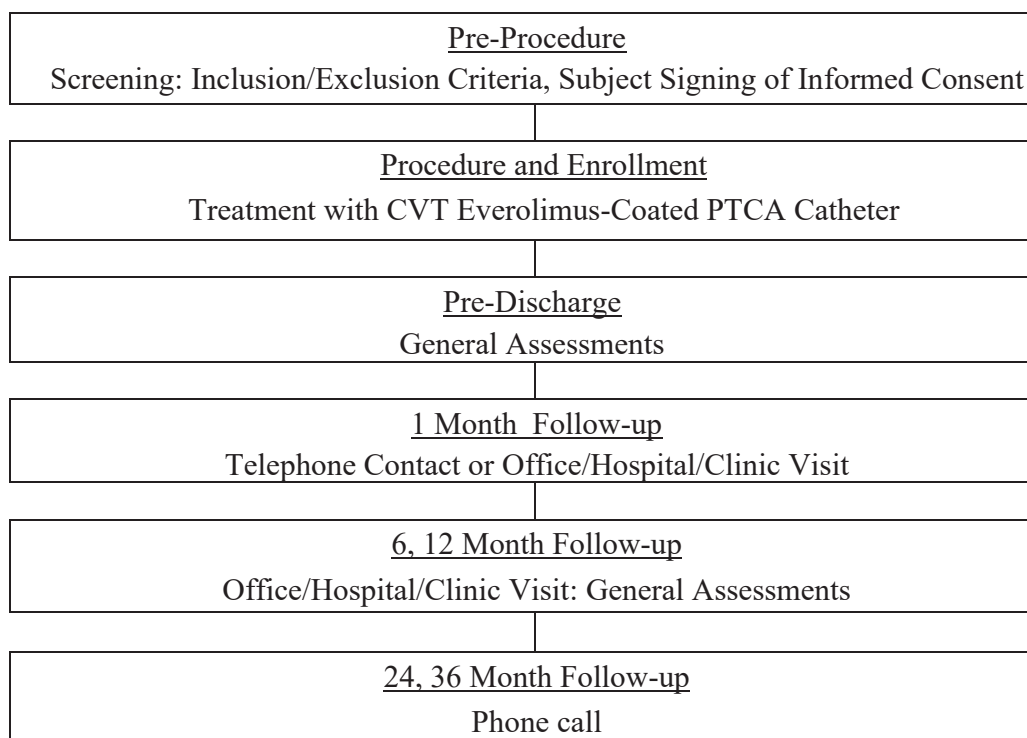 Pre-Procedure
Screening: Inclusion/Exclusion Criteria, Subject Signing of Informed Consent
Procedure and Enrollment
Treatment with CVT Everolimus-Coated PTCA Catheter
Pre-Discharge
General Assessments
1 Month Follow-up
Telephone Contact or Office/Hospital/Clinic Visit
6, 12 Month Follow-up
Office/Hospital/Clinic Visit: General Assessments
24, 36 Month Follow-up
Phone call